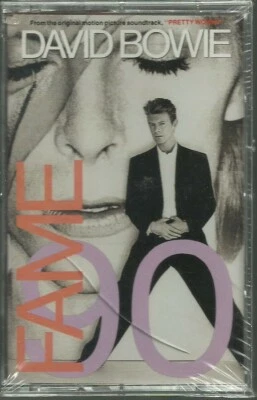 From the original motion picture soundtrack, "PRETTY WOMAN"
DAVID BOWIE
FAME
90